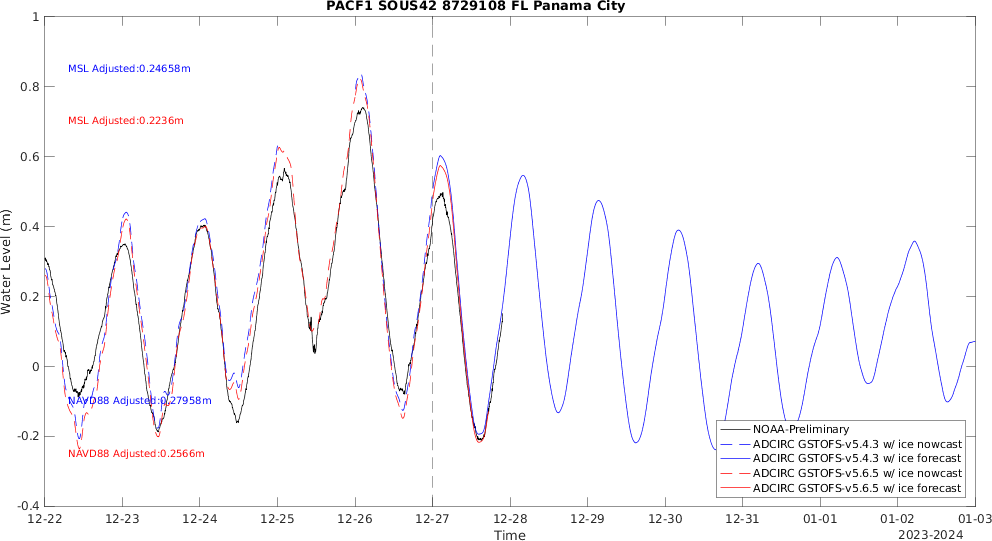 PACF1 SOUS42 8729108 FL Panama City
MSL Adjusted:0.24658m
MSL Adjusted:0.2236m
NAVD88 Adjusted:0.27958m
NAVD88 Adjusted:0.2566m
Water Level (m)
1
0.8
0.6
0.4
0.2
0
-0.2
-0.4
NOAA-Preliminary
ADCIRC GSTOFS-v5.4.3 w/ ice nowcast
ADCIRC GSTOFS-v5.4.3 w/ ice forecast
ADCIRC GSTOFS-v5.6.5 w/ ice nowcast
ADCIRC GSTOFS-v5.6.5 w/ ice forecast
12-22 12-23 12-24 12-25 12-26 12-27 12-28 12-29 12-30 12-31 01-01 01-02 01-03
Time
2023-2024